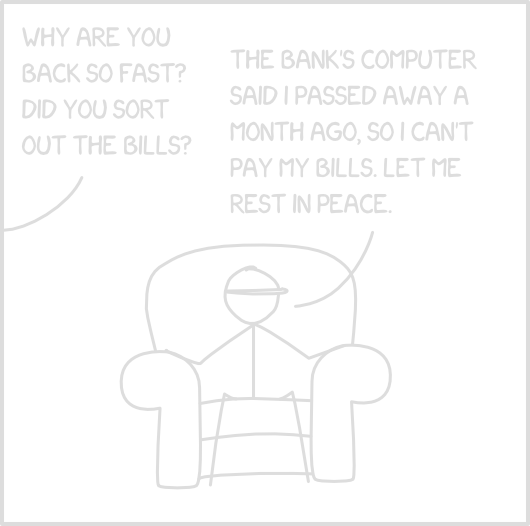 WHY ARE YOU
BACK SO FAST?
DID YOU SORT
OUT THE BILLS?
THE BANK'S COMPUTER
SAID I PASSED AWAY A
MONTH AGO, SO I CAN'T
PAY MY BILLS. LET ME
REST IN PEACE.